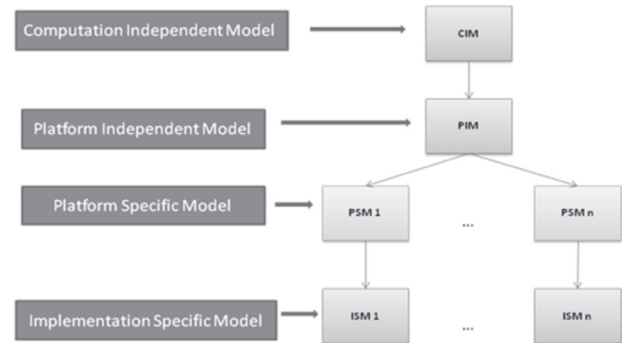 Computation Independent Model
CIM
Platform Independent Model
PIM
Platform Specific Model
PSM 1
...
PSM n
Implementation Specific Model
ISM 1
...
ISM n